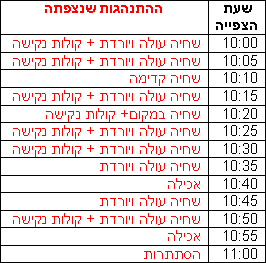 שעת הצפייה ההתנהגות שנצפתה
10:00 שחיה עולה ויורדת + קולות נקישה
10:05 שחיה עולה ויורדת + קולות נקישה
10:10 שחיה קדימה
10:15 שחיה עולה ויורדת + קולות נקישה
10:20 שחיה במקום+ קולות נקישה
10:25 שחיה עולה ויורדת + קולות נקישה
10:30 שחיה עולה ויורדת + קולות נקישה
10:35 שחיה עולה ויורדת
10:40 אכילה
10:45 שחיה עולה ויורדת
10:50 שחיה עולה ויורדת + קולות נקישה
10:55 אכילה
11:00 הסתתרות